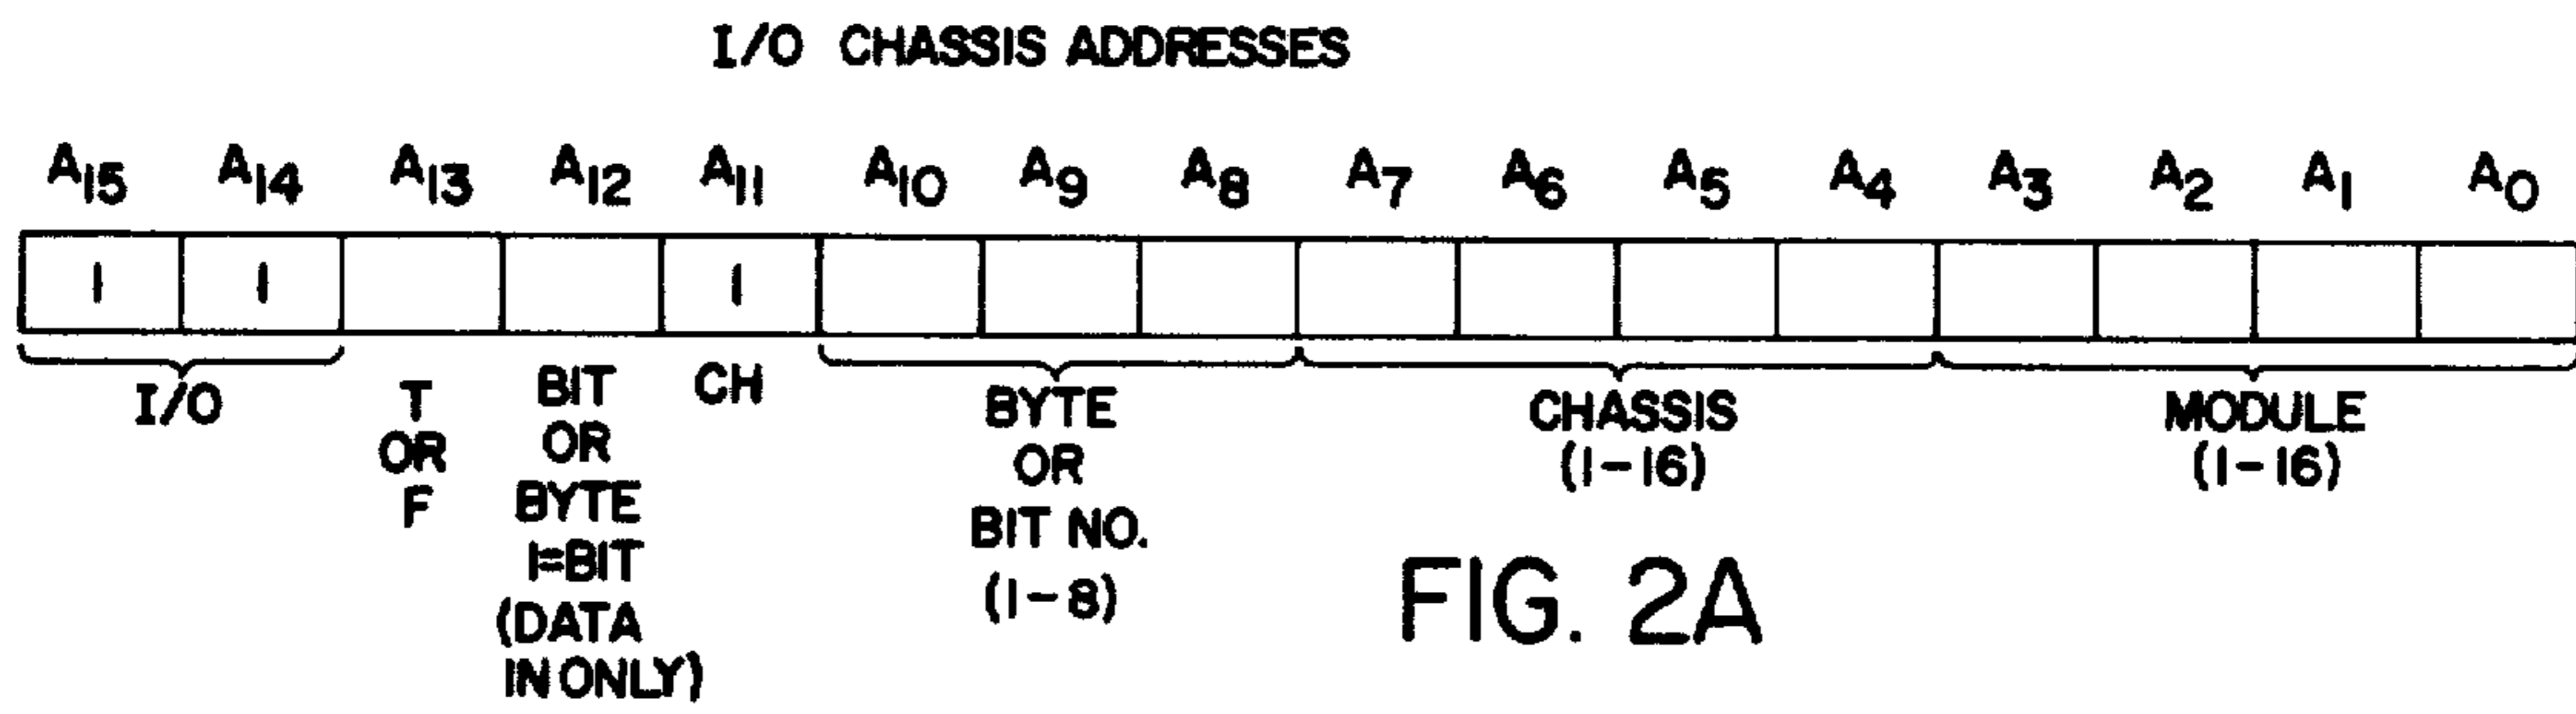 I/O CHASSIS ADDRESSES
A15 A14 A13 A12 A11 A10 A9 A8 A7 A6 A5 A4 A3 A2 A1 A0
1 1 1
I/O
T
OR
F
BIT
OR
BYTE
1=BIT
(DATA
IN ONLY)
CH
BYTE
OR
BIT NO.
(1-8)
CHASSIS
(1-16)
MODULE
(1-16)
FIG. 2A